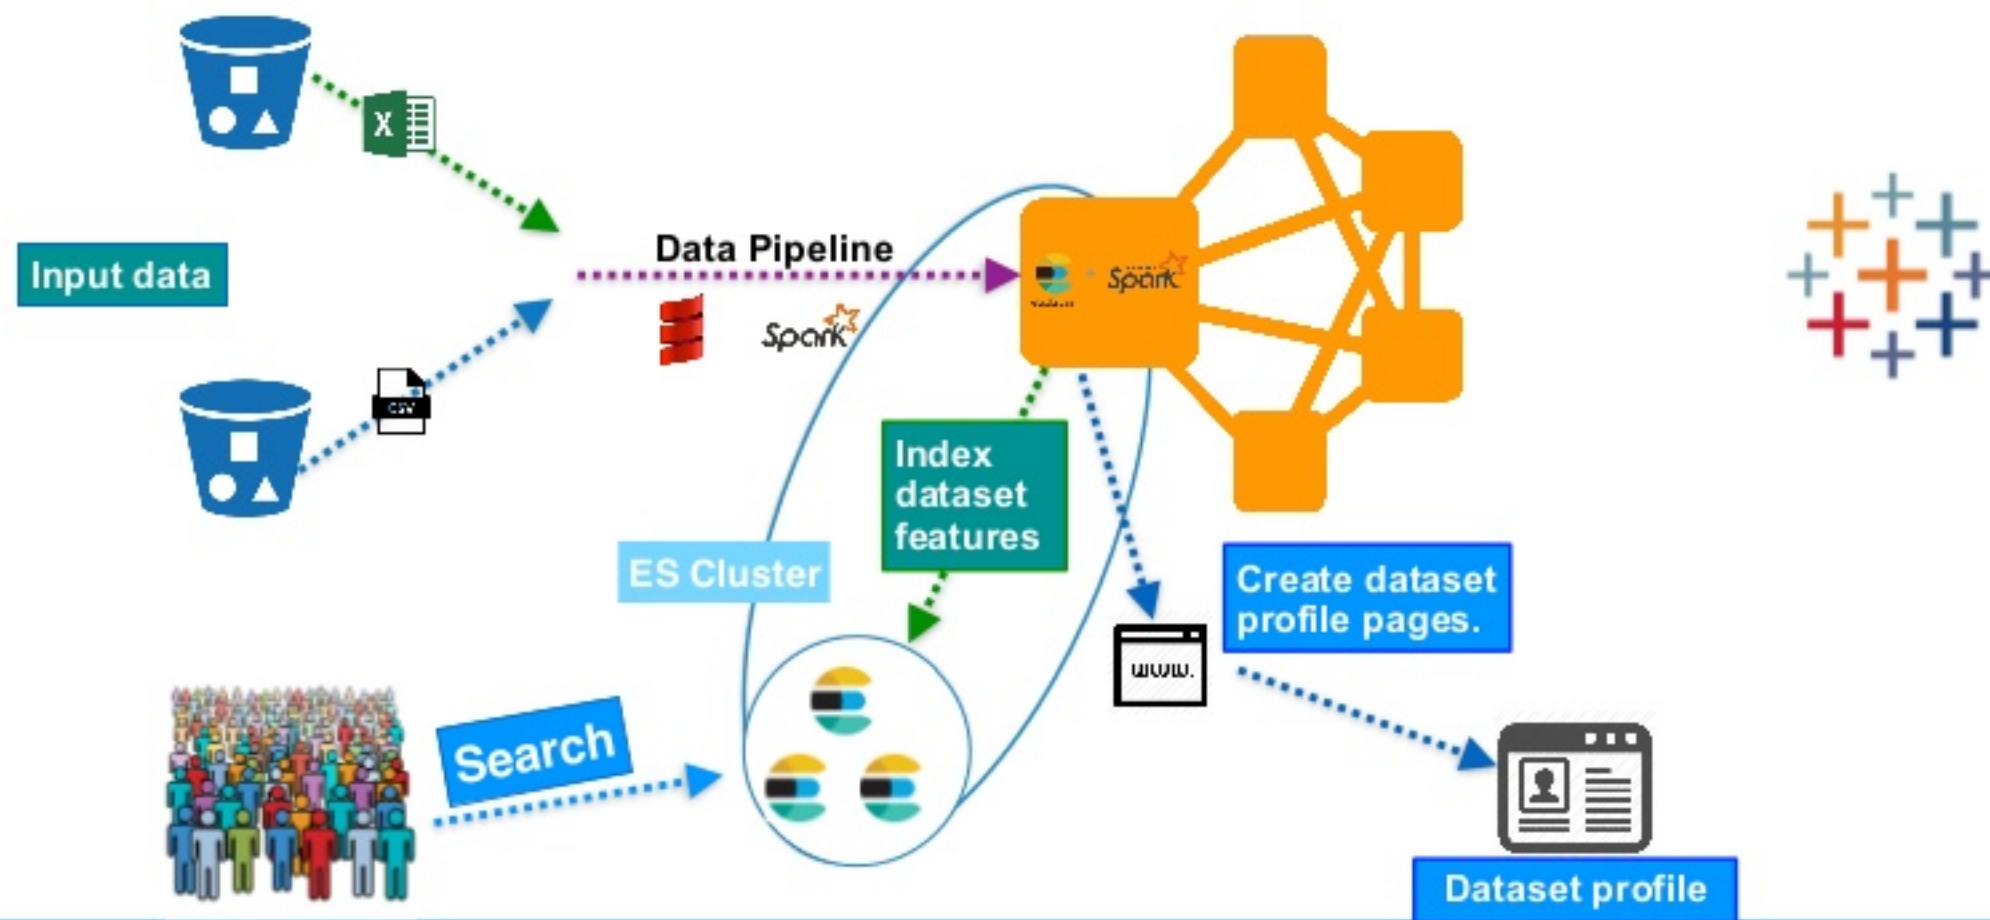 X
Input data
Data Pipeline
Spark
Spark
CSV
Index
dataset
features
ES Cluster
Create dataset
profile pages.
www.
Search
Dataset profile